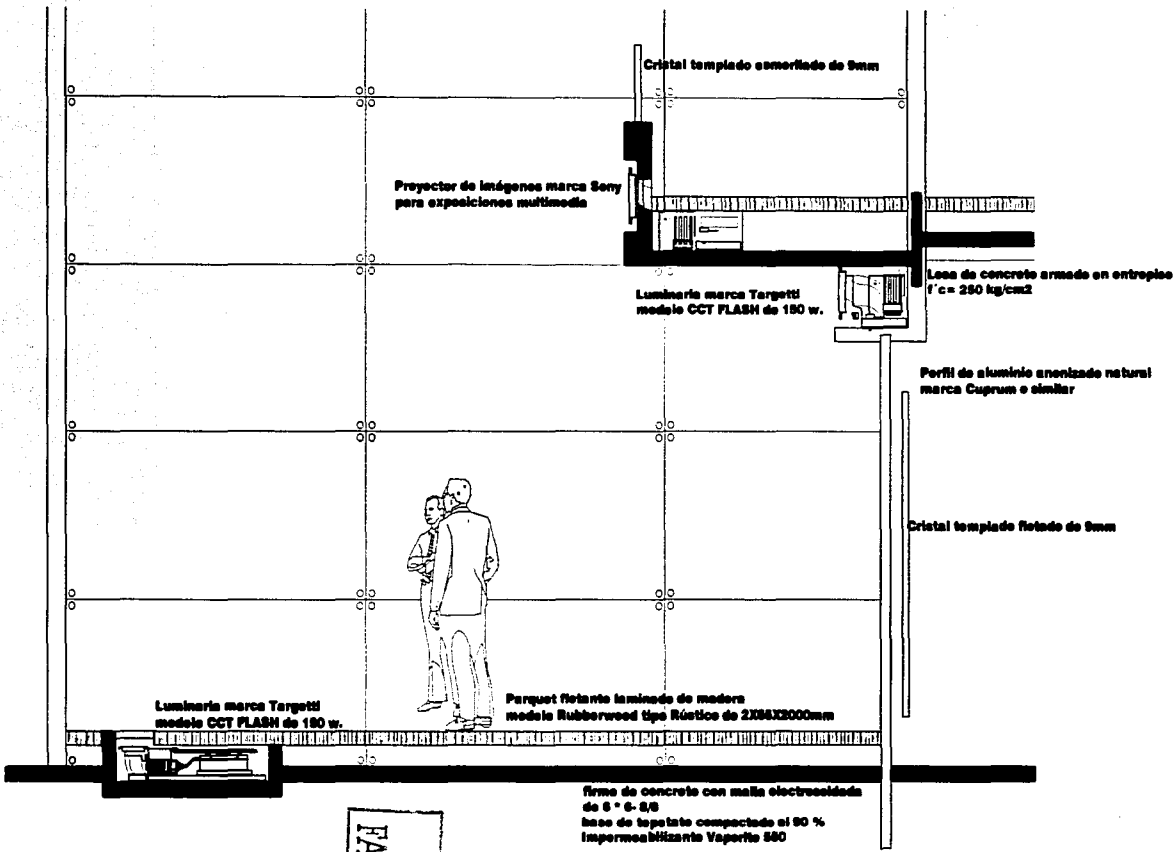 Cristal templado esmerilado de 9mm
Proyector de imágenes marca Sony
para exposiciones multimedia
Losa de concreto armado en entrepiso
f'c= 250 kg/cm2
Luminaria marca Targetti
modelo CCT FLASH de 150 w.
Perfil de aluminio anonizado natural
marca Cuprum o similar
Cristal templado flotado de 9mm
Luminaria marca Targetti
modelo CCT FLASH de 150 w.
Parquet flotante laminado de madera
modelo Rubberwood tipo Rústico de
firme de concreto con malla electrosoldada
de 6 * 6-
base de tepetate compactado al 90 %
Impermeabilizante Vaporite 550
FA